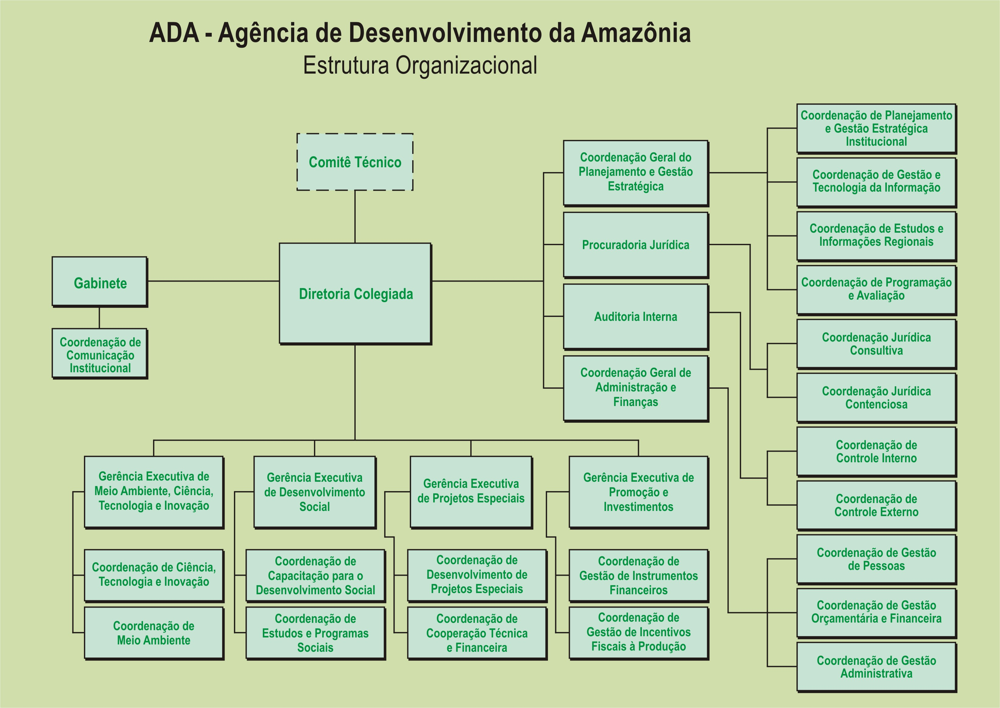 ADA - Agência de Desenvolvimento da Amazônia
Estrutura Organizacional
Comitê Técnico
Diretoria Colegiada
Gabinete
Coordenação de
Comunicação
Institucional
Coordenação Geral do
Planejamento e Gestão
Estratégica
Procuradoria Jurídica
Auditoria Interna
Coordenação Geral de
Administração e
Finanças
Coordenação de Planejamento
e Gestão Estratégica
Institucional
Coordenação de Gestão e
Tecnologia da Informação
Coordenação de Estudos e
Informações Regionais
Coordenação de Programação
e Avaliação
Coordenação Jurídica
Consultiva
Coordenação Jurídica
Contenciosa
Coordenação de
Controle Interno
Coordenação de
Controle Externo
Coordenação de Gestão
de Pessoas
Coordenação de Gestão
Orçamentária e Financeira
Coordenação de Gestão
Administrativa
Gerência Executiva de
Meio Ambiente, Ciência,
Tecnologia e Inovação
Coordenação de Ciência,
Tecnologia e Inovação
Coordenação de
Meio Ambiente
Gerência Executiva
de Desenvolvimento
Social
Coordenação de
Capacitação para o
Desenvolvimento Social
Coordenação de
Estudos e Programas
Sociais
Gerência Executiva
de Projetos Especiais
Coordenação de
Desenvolvimento de
Projetos Especiais
Coordenação de
Cooperação Técnica
e Financeira
Gerência Executiva de
Promoção e
Investimentos
Coordenação de
Gestão de Instrumentos
Financeiros
Coordenação de
Gestão de Incentivos
Fiscais à Produção